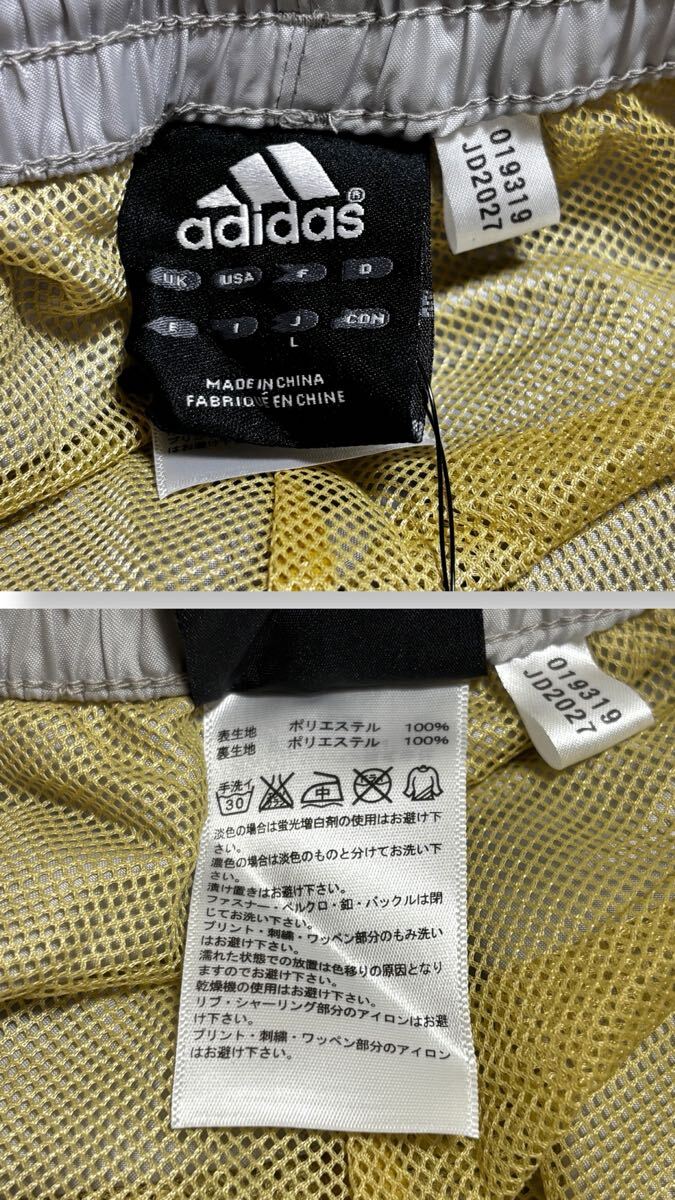 adidas®
UK USA F D
E I J CDN
L
MADE IN CHINA
FABRIQUÉ EN CHINE
019319
JD2027
はお避け
019319
JD2027
表生地 ポリエステル 100%
裏生地 ポリエステル 100%
手洗イ
30
中
淡色の場合は蛍光増白剤の使用はお避け下
さい。
濃色の場合は淡色のものと分けてお洗い下
さい。
漬け置きはお避け下さい。
ファスナー・ベルクロ・釦・バックルは閉
じてお洗い下さい。
プリント・刺繍・ワッペン部分のもみ洗い
はお避け下さい。
濡れた状態での放置は色移りの原因となり
ますのでお避け下さい。
乾燥機の使用はお避け下さい。
リブ・シャーリング部分のアイロンはお避
け下さい。
プリント・刺繍・ワッペン部分のアイロン
はお避け下さい。